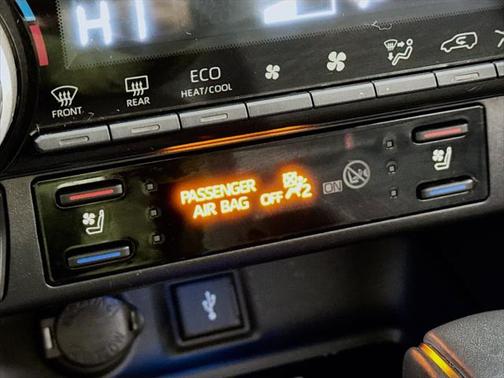 HI
FRONT
REAR
ECO
HEAT/COOL
PASSENGER
AIR BAG OFF 2 ON